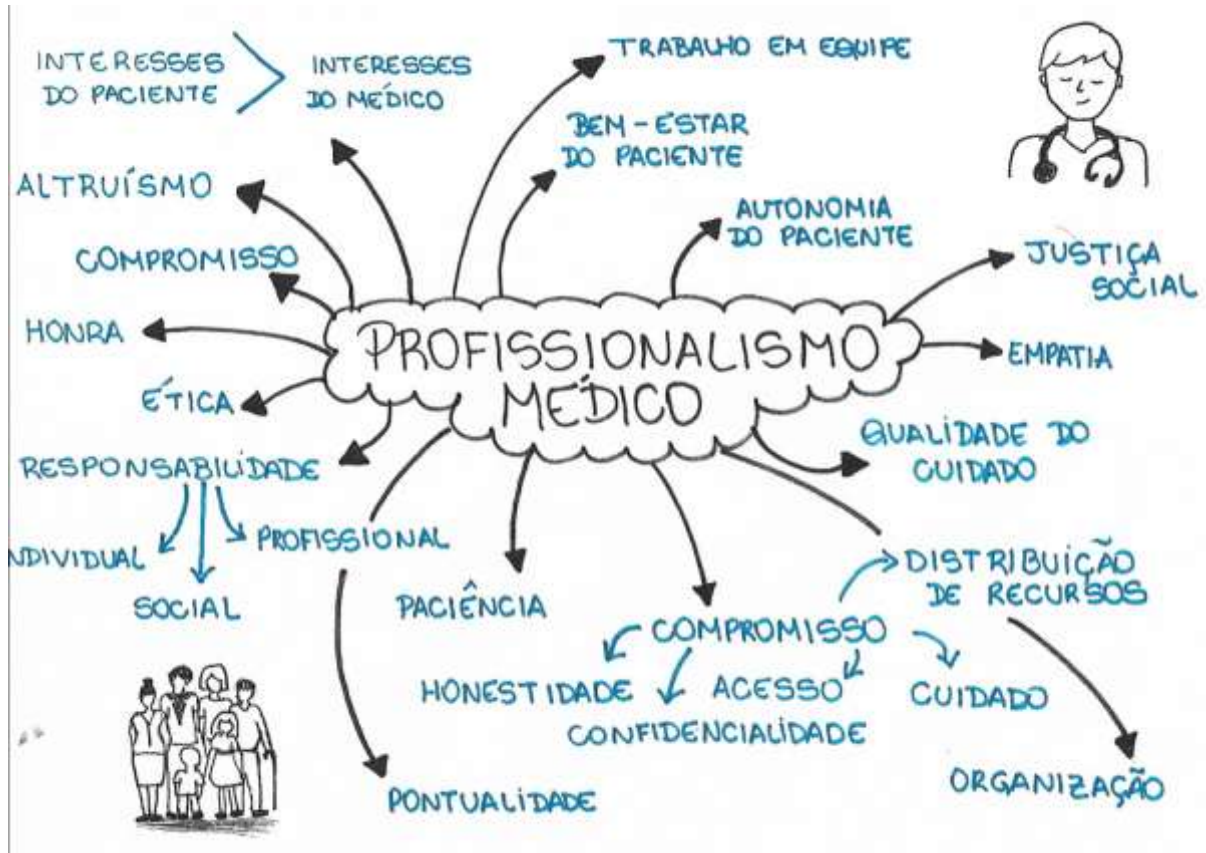 INTERESSES
DO PACIENTE
>
INTERESSES
DO MÉDICO
TRABALHO EM EQUIPE
BEM-ESTAR
DO PACIENTE
ALTRUÍSMO
AUTONOMIA
DO PACIENTE
COMPROMISSO
JUSTIÇA
SOCIAL
HONRA
PROFISSIONALISMO
MÉDICO
EMPATIA
ÉTICA
QUALIDADE DO
CUIDADO
RESPONSABILIDADE
NDIVIDUAL
SOCIAL
PROFISSIONAL
PACIÊNCIA
DISTRIBUIÇÃO
DE RECURSOS
COMPROMISSO
HONESTIDADE
ACESSO
CUIDADO
CONFIDENCIALIDADE
PONTUALIDADE
ORGANIZAÇÃO